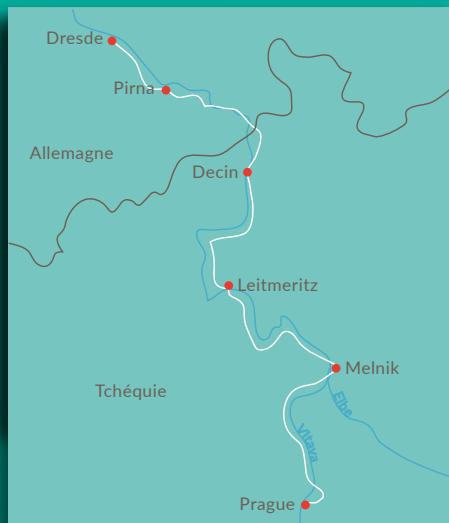 Dresde
Pirna
Allemagne
Decin
Leitmeritz
Melnik
Tchéquie
Elbe
Vltava
Prague